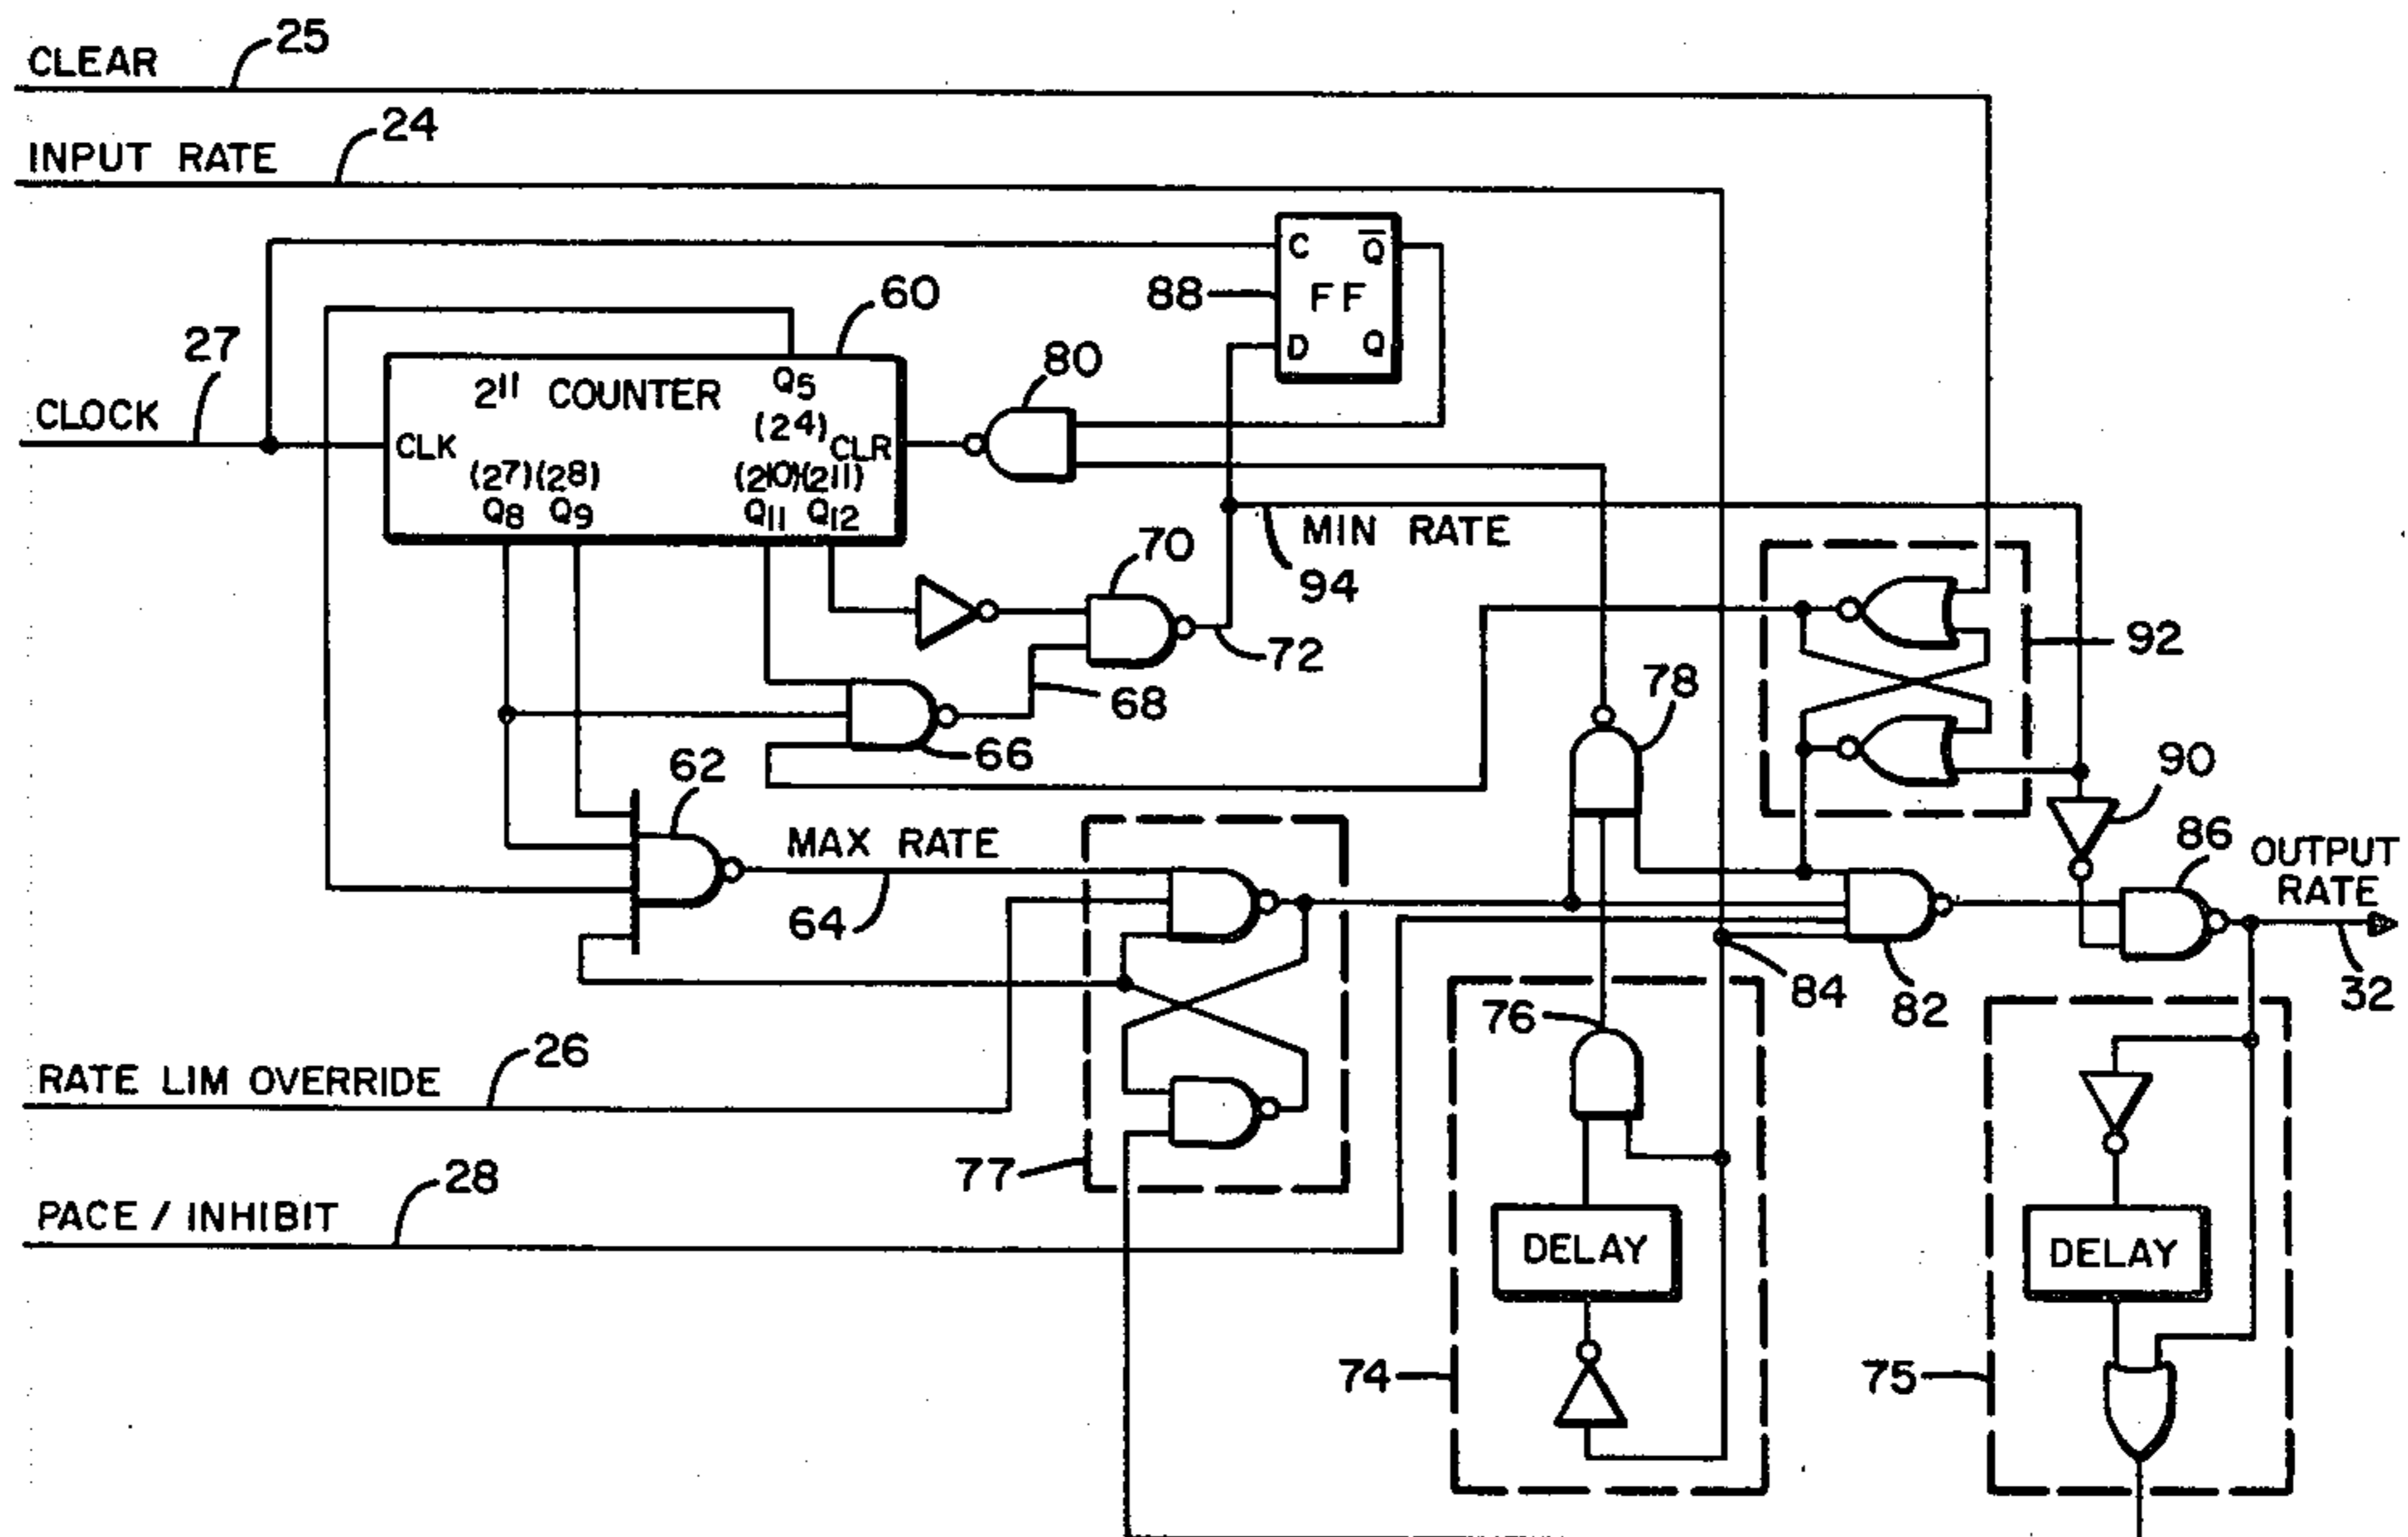 CLEAR
25
INPUT RATE
24
C Q
88
FF
D Q
60
27
CLOCK
2¹¹ COUNTER
Q5
(24)
CLK
CLR
80
(27)(28)
(210)(211)
Q8 Q9
Q11 Q12
MIN RATE
94
70
72
68
66
92
78
62
MAX RATE
64
90
86
OUTPUT
RATE
32
84
82
76
RATE LIM OVERRIDE
26
77
PACE / INHIBIT
28
DELAY
DELAY
74
75